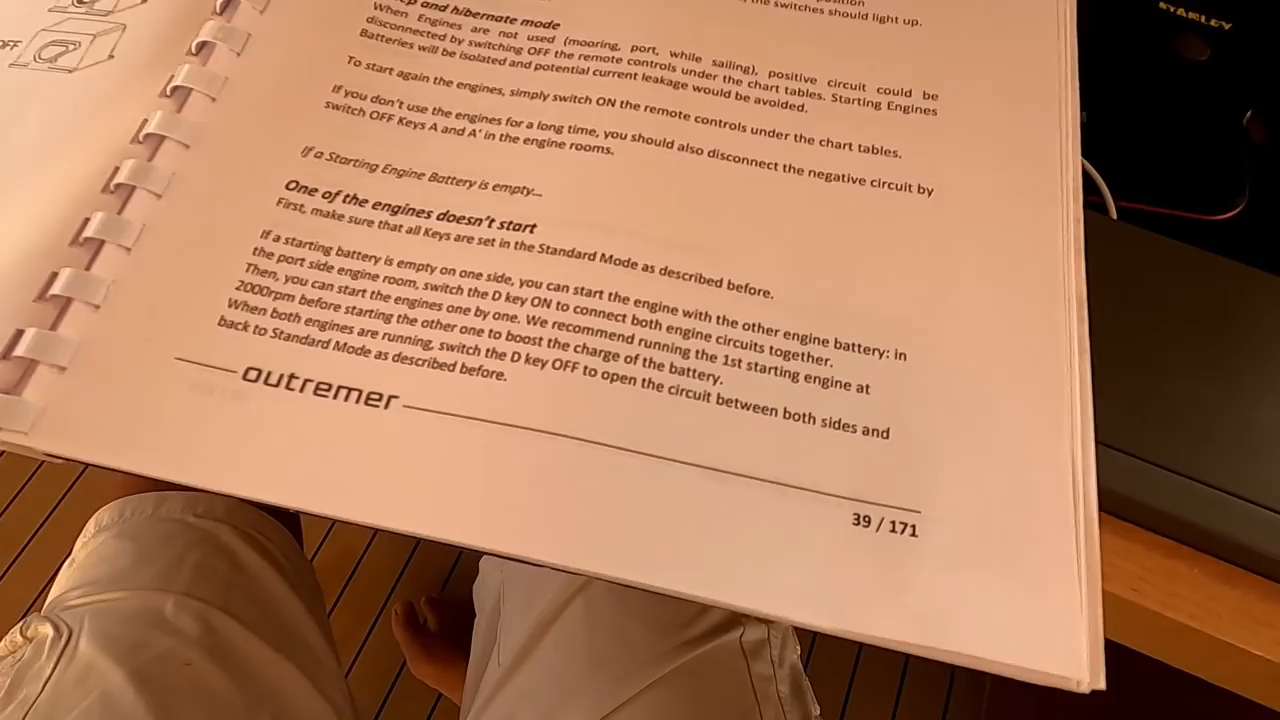 OFF
STANLEY
the switches should light up.
and hibernate mode
When Engines are not used (mooring, port, while sailing), positive circuit could be
disconnected by switching OFF the remote controls under the chart tables. Starting Engines
Batteries will be isolated and potential current leakage would be avoided.
To start again the engines, simply switch ON the remote controls under the chart tables.
If you don't use the engines for a long time, you should also disconnect the negative circuit by
switch OFF Keys A and A' in the engine rooms.
If a Starting Engine Battery is empty...
One of the engines doesn't start
First, make sure that all Keys are set in the Standard Mode as described before.
If a starting battery is empty on one side, you can start the engine with the other engine battery: in
the port side engine room, switch the D key ON to connect both engine circuits together.
Then, you can start the engines one by one. We recommend running the 1st starting engine at
2000rpm before starting the other one to boost the charge of the battery.
When both engines are running, switch the D key OFF to open the circuit between both sides and
back to Standard Mode as described before.
outremer
39 / 171